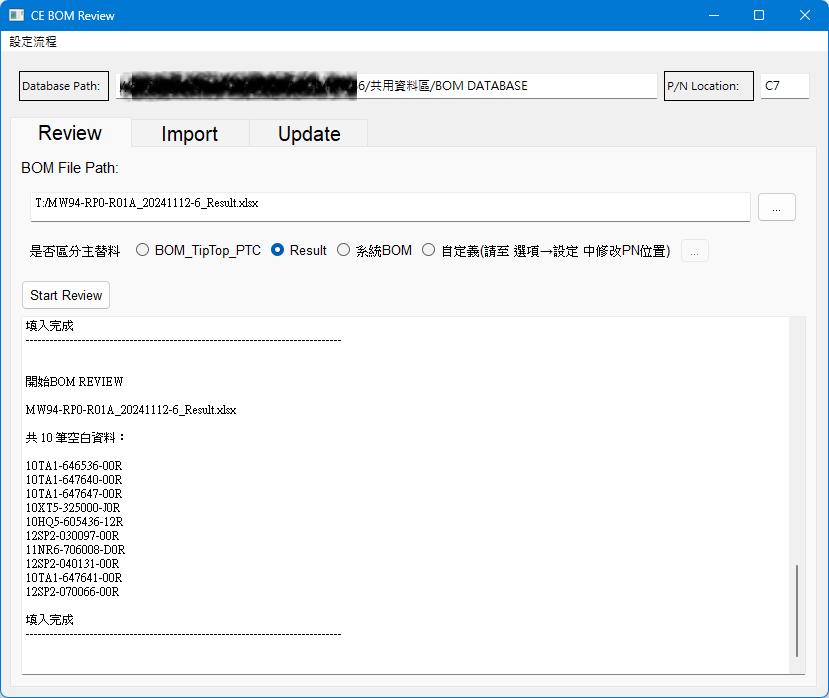 CE BOM Review
設定流程
Database Path:
6/共用資料區/BOM DATABASE
P/N Location:
C7
Review
Import
Update
BOM File Path:
T:/MW94-RP0-R01A_20241112-6_Result.xlsx
...
是否區分主替料
BOM_TipTop_PTC
Result
系統BOM
自定義(請至 選項→設定 中修改PN位置)
...
Start Review
填入完成
-------------------------------------------------------------------------------
開始BOM REVIEW
MW94-RP0-R01A_20241112-6_Result.xlsx
共 10 筆空白資料：
10TA1-646536-00R
10TA1-647640-00R
10TA1-647647-00R
10XT5-325000-J0R
10HQ5-605436-12R
12SP2-030097-00R
11NR6-706008-D0R
12SP2-040131-00R
10TA1-647641-00R
12SP2-070066-00R
填入完成
-------------------------------------------------------------------------------